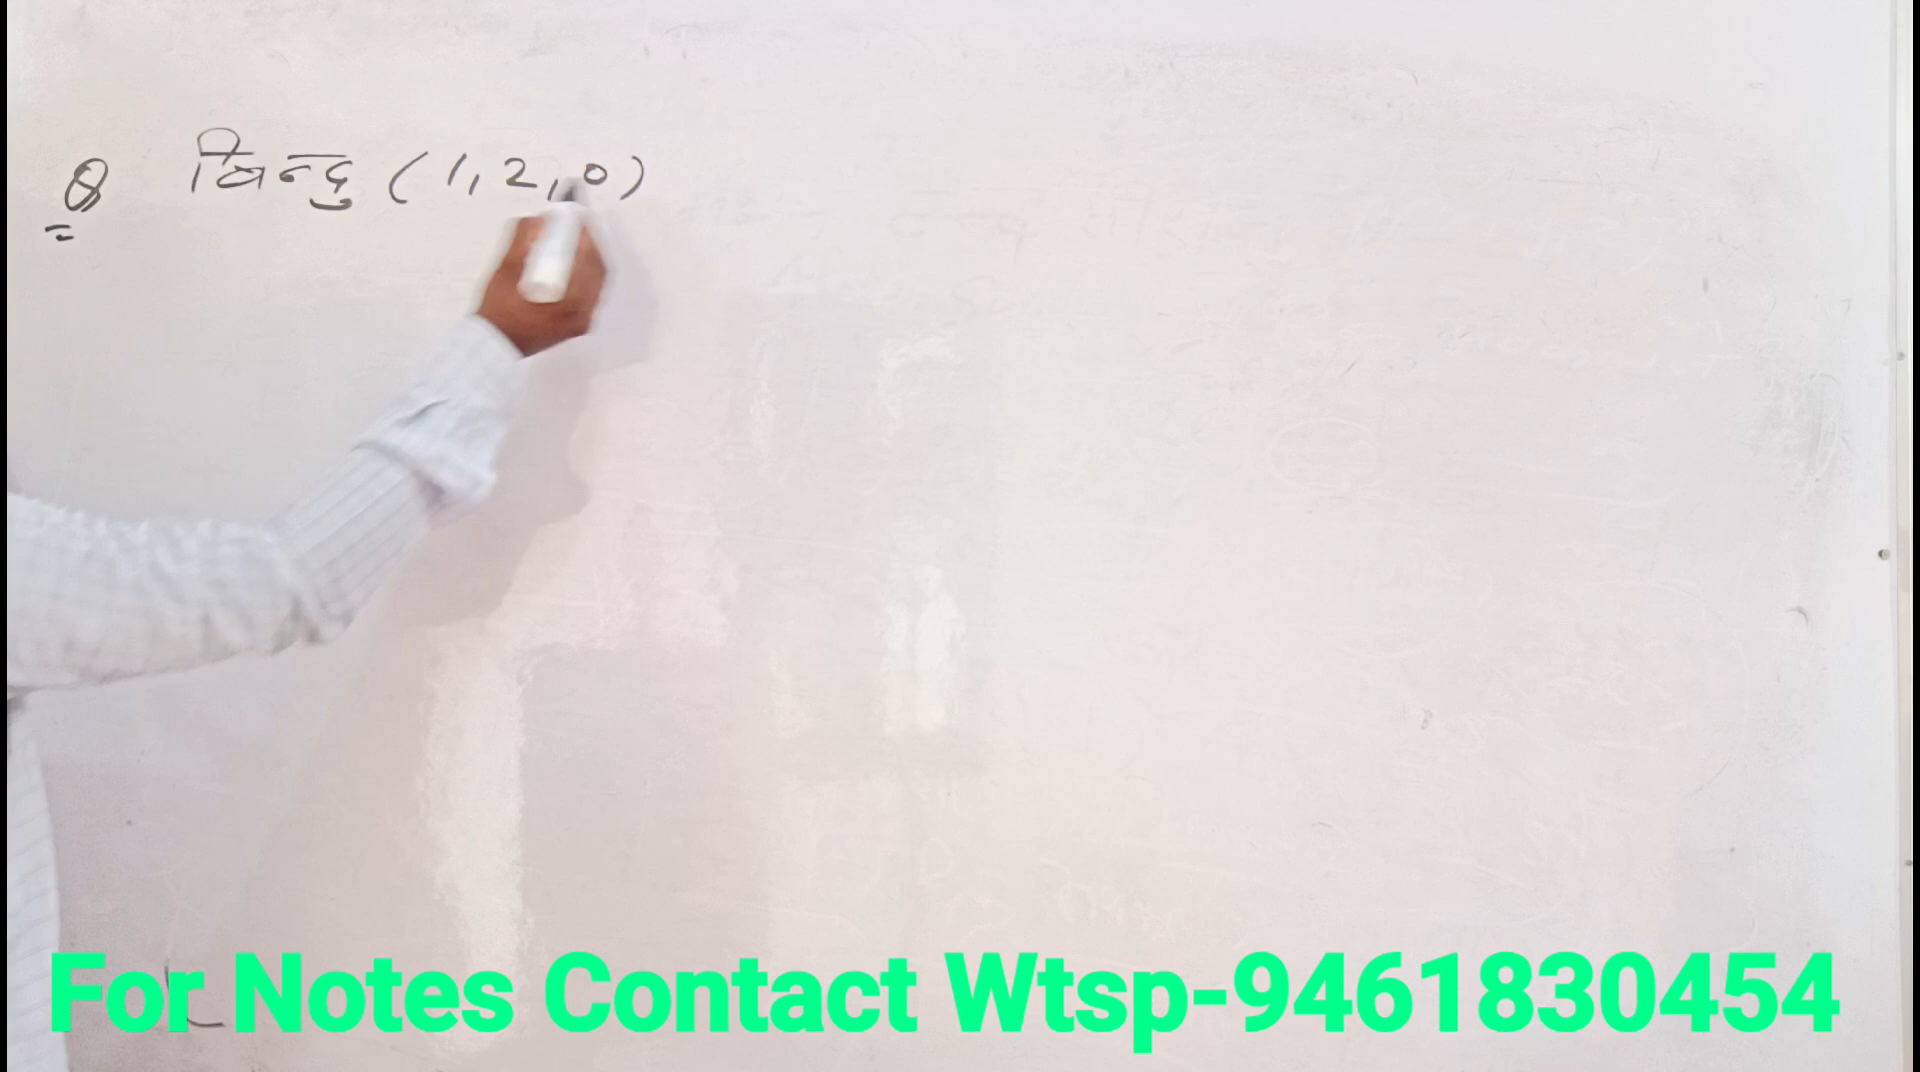 Q बिन्दु (1, 2, 0)
For Notes Contact Wtsp-9461830454